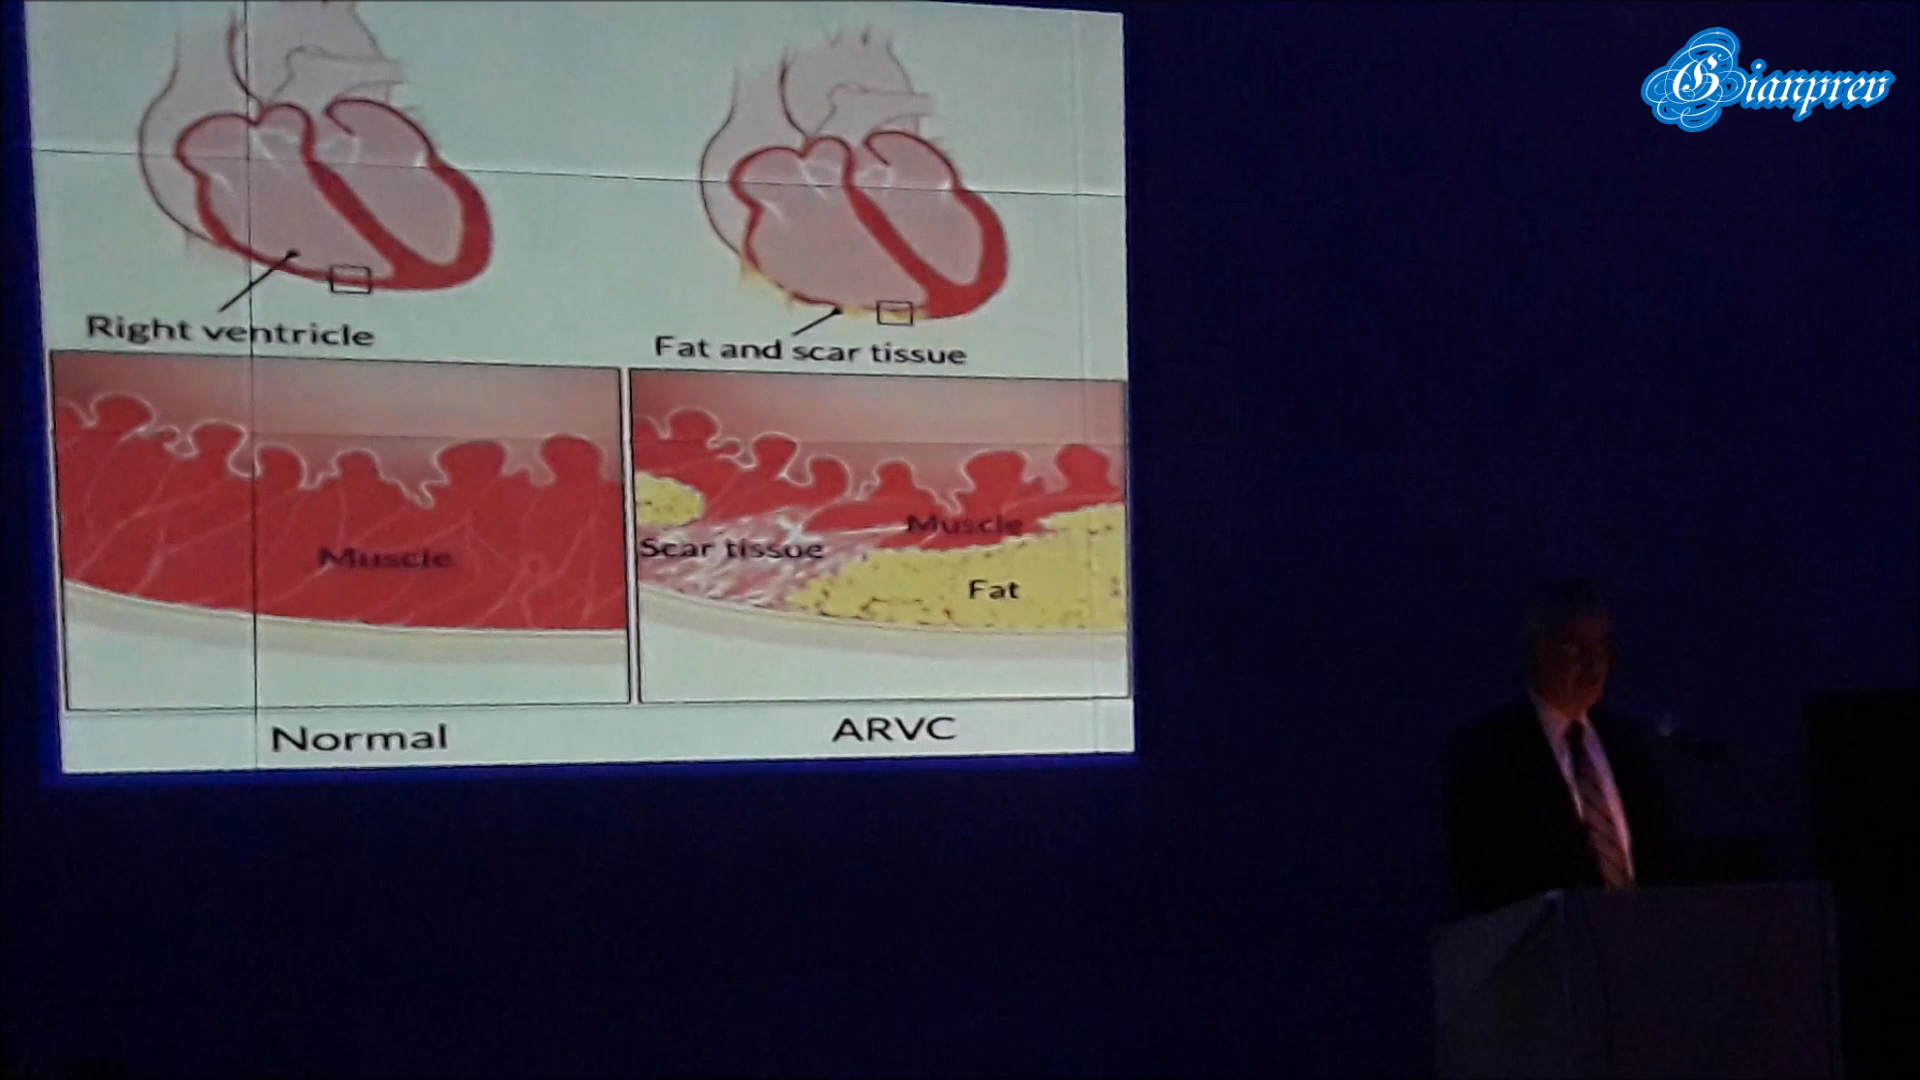 Gianprev
Right ventricle
Fat and scar tissue
Muscle
Muscle
Scar tissue
Fat
Normal
ARVC